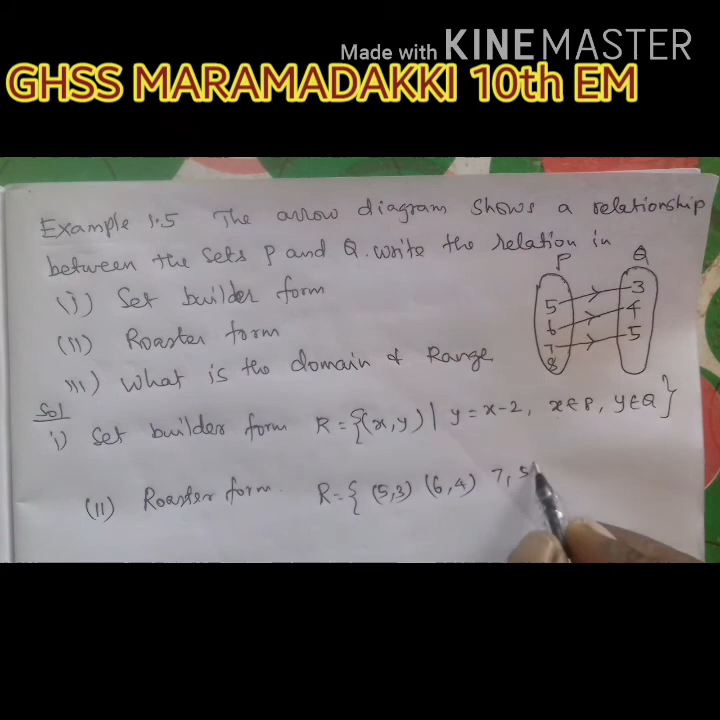 Made with KINEMASTER
GHSS MARAMADAKKI 10th EM
Example 1.5 The arrow diagram shows a relationship
between the sets P and Q. write the relation in
(i) Set builder form
(ii) Roaster form
iii) What is the domain & Range
P Q
5 3
6 4
7 5
8
Sol
i) Set builder form R = {(x,y) | y = x-2, x∈P, y∈Q}
(ii) Roaster form. R = { (5,3) (6,4) 7, 5